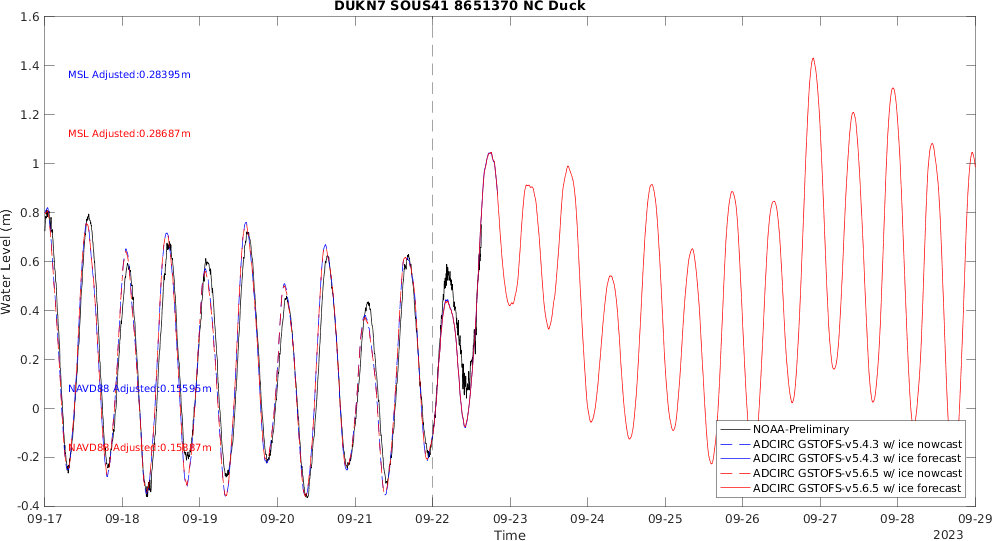 DUKN7 SOUS41 8651370 NC Duck
1.6
1.4
1.2
1
0.8
0.6
0.4
0.2
0
-0.2
-0.4
Water Level (m)
MSL Adjusted:0.28395m
MSL Adjusted:0.28687m
NAVD88 Adjusted:0.15595m
NAVD88 Adjusted:0.15887m
NOAA-Preliminary
ADCIRC GSTOFS-v5.4.3 w/ ice nowcast
ADCIRC GSTOFS-v5.4.3 w/ ice forecast
ADCIRC GSTOFS-v5.6.5 w/ ice nowcast
ADCIRC GSTOFS-v5.6.5 w/ ice forecast
09-17 09-18 09-19 09-20 09-21 09-22 09-23 09-24 09-25 09-26 09-27 09-28 09-29
Time
2023